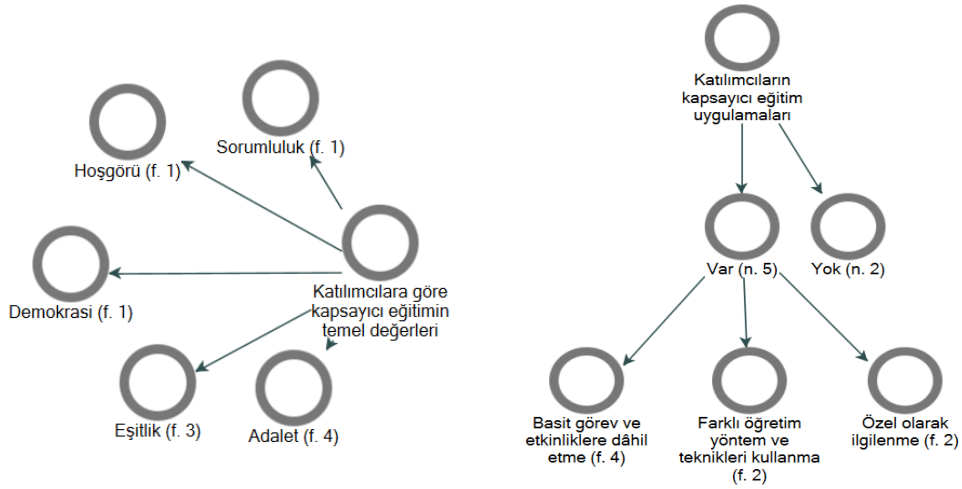 Hoşgörü (f. 1)
Sorumluluk (f. 1)
Demokrasi (f. 1)
Katılımcılara göre
kapsayıcı eğitimin
temel değerleri
Eşitlik (f. 3)
Adalet (f. 4)
Katılımcıların
kapsayıcı eğitim
uygulamaları
Var (n. 5)
Yok (n. 2)
Basit görev ve
etkinliklere dâhil
etme (f. 4)
Farklı öğretim
yöntem ve
teknikleri kullanma
(f. 2)
Özel olarak
ilgilenme (f. 2)